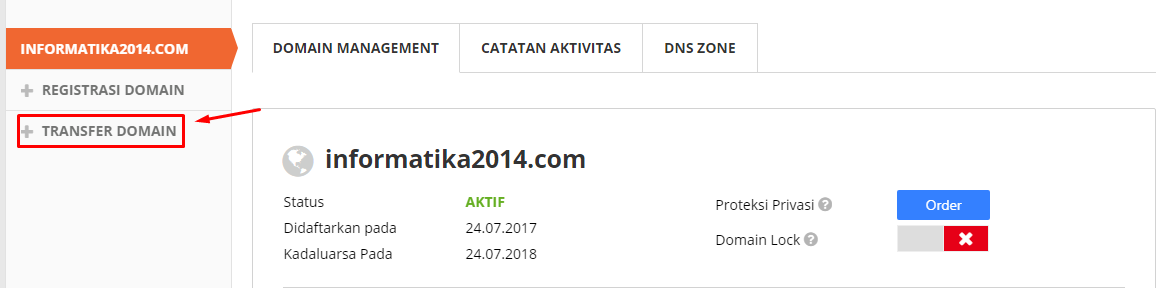 INFORMATIKA2014.COM
REGISTRASI DOMAIN
TRANSFER DOMAIN
DOMAIN MANAGEMENT
CATATAN AKTIVITAS
DNS ZONE
informatika2014.com
Status AKTIF
Didaftarkan pada 24.07.2017
Kadaluarsa Pada 24.07.2018
Proteksi Privasi ? Order
Domain Lock ?